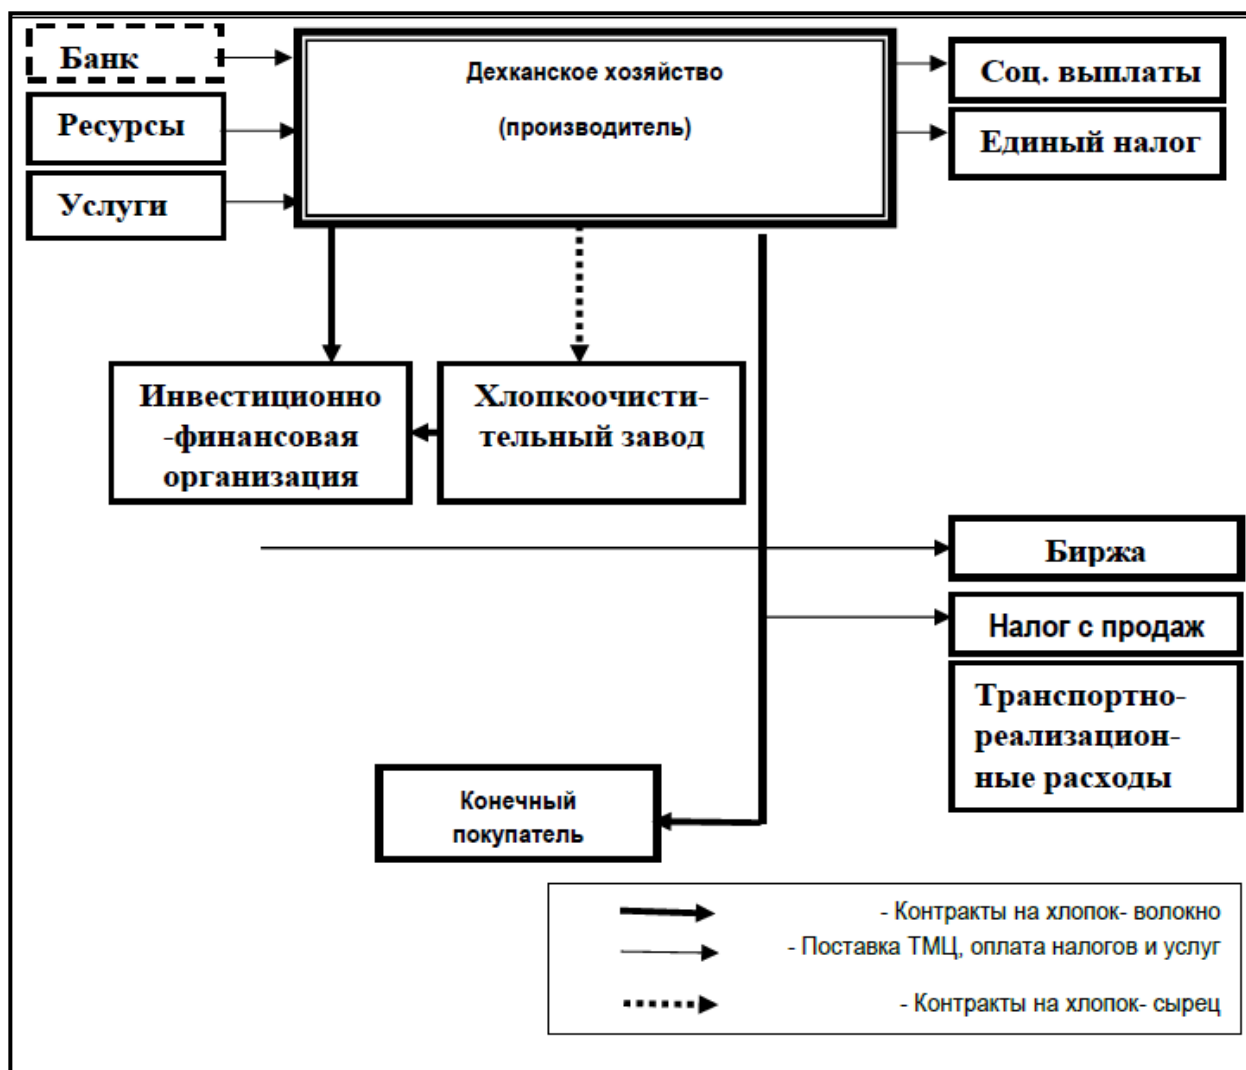 Банк
Дехканское хозяйство
(производитель)
Соц. выплаты
Ресурсы
Единый налог
Услуги
Инвестиционно
-финансовая
организация
Хлопкоочисти-
тельный завод
Биржа
Налог с продаж
Транспортно-
реализацион-
ные расходы
Конечный
покупатель
- Контракты на хлопок- волокно
- Поставка ТМЦ, оплата налогов и услуг
- Контракты на хлопок- сырец